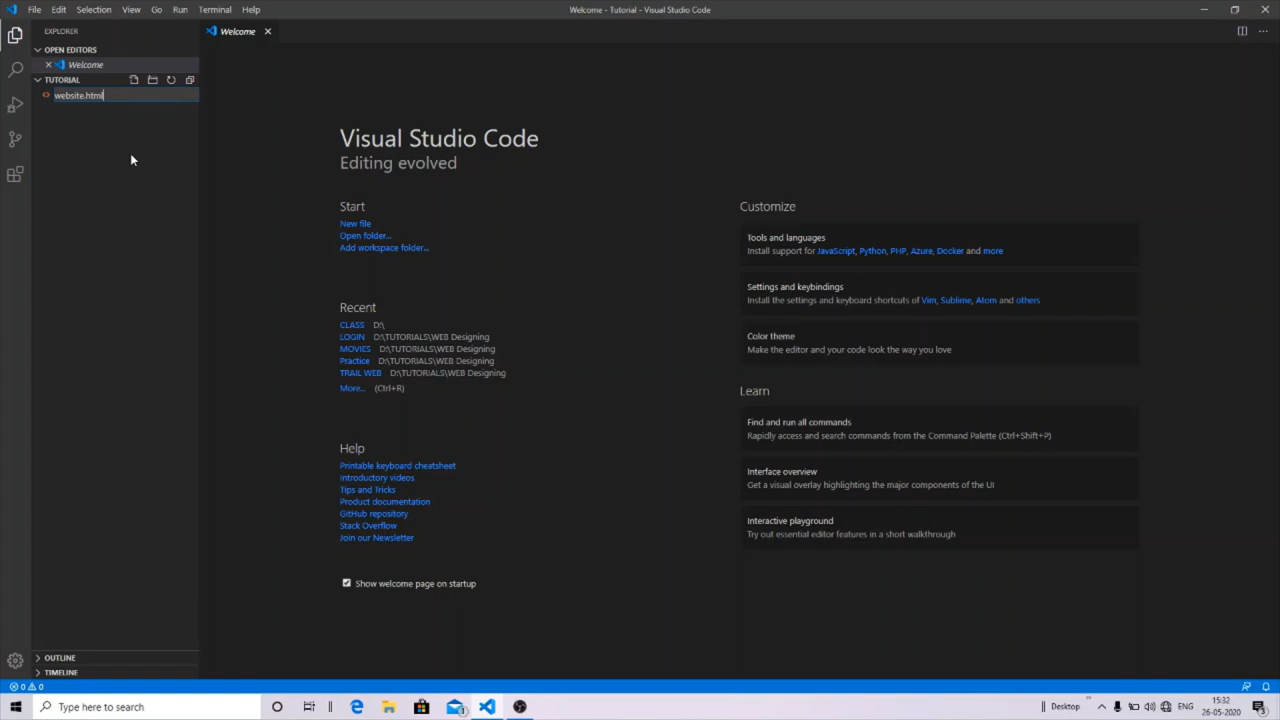 File Edit Selection View Go Run Terminal Help
Welcome - Tutorial - Visual Studio Code
EXPLORER
Welcome
OPEN EDITORS
Welcome
TUTORIAL
website.html
Visual Studio Code
Editing evolved
Start
New file
Open folder...
Add workspace folder...
Recent
CLASS D:\
LOGIN D:\TUTORIALS\WEB Designing
MOVIES D:\TUTORIALS\WEB Designing
Practice D:\TUTORIALS\WEB Designing
TRAIL WEB D:\TUTORIALS\WEB Designing
More... (Ctrl+R)
Help
Printable keyboard cheatsheet
Introductory videos
Tips and Tricks
Product documentation
GitHub repository
Stack Overflow
Join our Newsletter
Show welcome page on startup
Customize
Tools and languages
Install support for JavaScript, Python, PHP, Azure, Docker and more
Settings and keybindings
Install the settings and keyboard shortcuts of Vim, Sublime, Atom and others
Color theme
Make the editor and your code look the way you love
Learn
Find and run all commands
Rapidly access and search commands from the Command Palette (Ctrl+Shift+P)
Interface overview
Get a visual overlay highlighting the major components of the UI
Interactive playground
Try out essential editor features in a short walkthrough
OUTLINE
TIMELINE
0 0
Type here to search
1
Desktop
ENG
15:32
26-05-2020
3